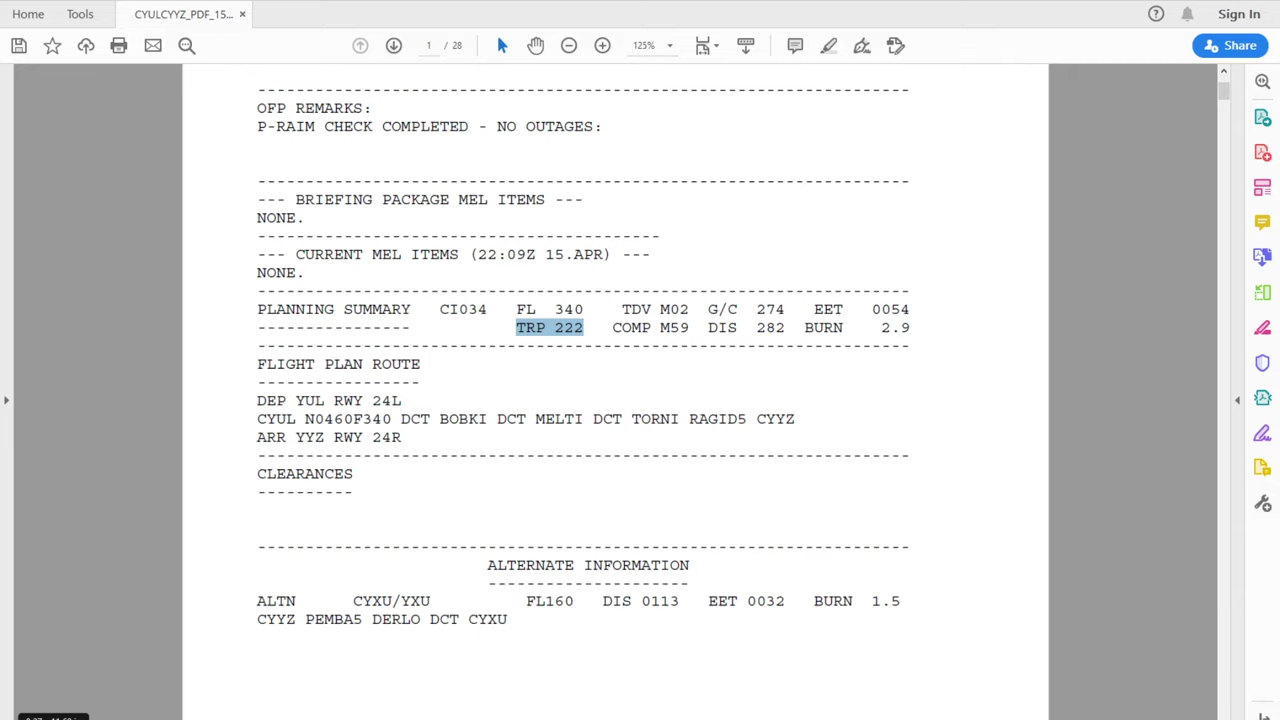 Home Tools CYULCYYZ_PDF_15... × Sign In
1 / 28 125% Share
-------------------------------------------------------------------
OFP REMARKS:
P-RAIM CHECK COMPLETED - NO OUTAGES:
-------------------------------------------------------------------
--- BRIEFING PACKAGE MEL ITEMS ---
NONE.
------------------------------------------
--- CURRENT MEL ITEMS (22:09Z 15.APR) ---
NONE.
-------------------------------------------------------------------
PLANNING SUMMARY CI034 FL 340 TDV M02 G/C 274 EET 0054
---------------- TRP 222 COMP M59 DIS 282 BURN 2.9
-------------------------------------------------------------------
FLIGHT PLAN ROUTE
-----------------
DEP YUL RWY 24L
CYUL N0460F340 DCT BOBKI DCT MELTI DCT TORNI RAGID5 CYYZ
ARR YYZ RWY 24R
-------------------------------------------------------------------
CLEARANCES
----------
-------------------------------------------------------------------
ALTERNATE INFORMATION
---------------------
ALTN CYXU/YXU FL160 DIS 0113 EET 0032 BURN 1.5
CYYZ PEMBA5 DERLO DCT CYXU